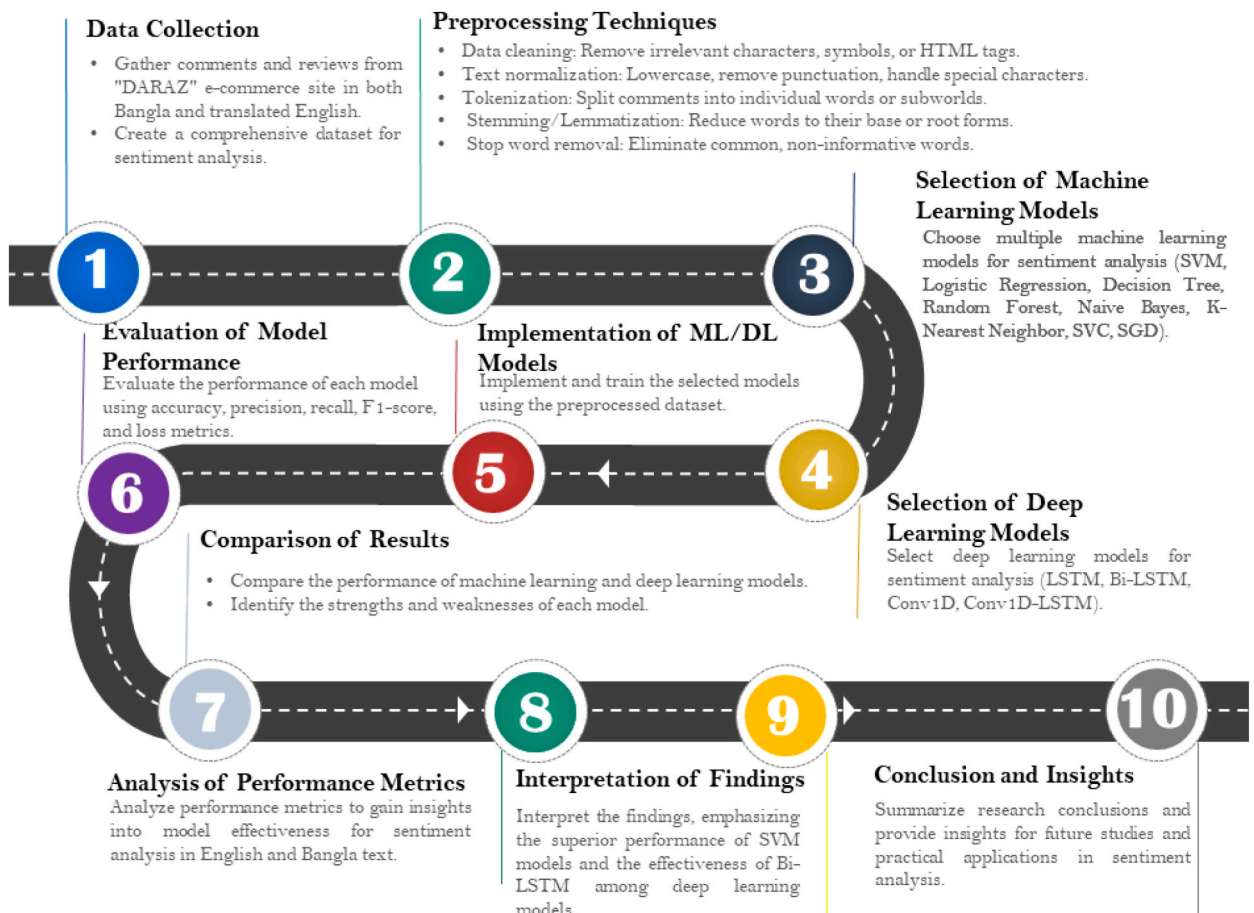 Data Collection
• Gather comments and reviews from
"DARAZ" e-commerce site in both
Bangla and translated English.
• Create a comprehensive dataset for
sentiment analysis.
Preprocessing Techniques
• Data cleaning: Remove irrelevant characters, symbols, or HTML tags.
• Text normalization: Lowercase, remove punctuation, handle special characters.
• Tokenization: Split comments into individual words or subworlds.
• Stemming/Lemmatization: Reduce words to their base or root forms.
• Stop word removal: Eliminate common, non-informative words.
Selection of Machine
Learning Models
Choose multiple machine learning
models for sentiment analysis (SVM,
Logistic Regression, Decision Tree,
Random Forest, Naive Bayes, K-
Nearest Neighbor, SVC, SGD).
1
2
3
Evaluation of Model
Performance
Evaluate the performance of each model
using accuracy, precision, recall, F1-score,
and loss metrics.
Implementation of ML/DL
Models
Implement and train the selected models
using the preprocessed dataset.
6
5
4
Selection of Deep
Learning Models
Select deep learning models for
sentiment analysis (LSTM, Bi-LSTM,
Conv1D, Conv1D-LSTM).
Comparison of Results
• Compare the performance of machine learning and deep learning models.
• Identify the strengths and weaknesses of each model.
7
8
9
10
Analysis of Performance Metrics
Analyze performance metrics to gain insights
into model effectiveness for sentiment
analysis in English and Bangla text.
Interpretation of Findings
Interpret the findings, emphasizing
the superior performance of SVM
models and the effectiveness of Bi-
LSTM among deep learning
models
Conclusion and Insights
Summarize research conclusions and
provide insights for future studies and
practical applications in sentiment
analysis.